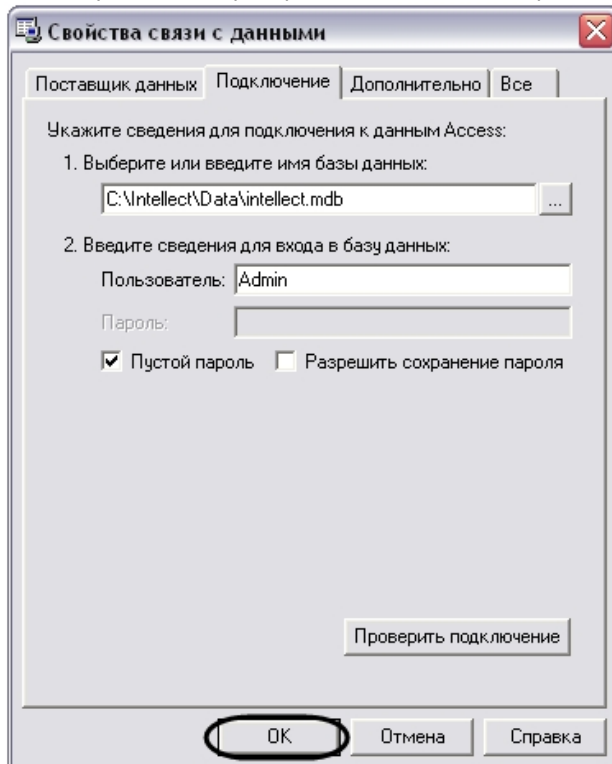 Свойства связи с данными
Поставщик данных Подключение Дополнительно Все
Укажите сведения для подключения к данным Access:
1. Выберите или введите имя базы данных:
C:\Intellect\Data\intellect.mdb ...
2. Введите сведения для входа в базу данных:
Пользователь: Admin
Пароль:
Пустой пароль Разрешить сохранение пароля
Проверить подключение
OK Отмена Справка